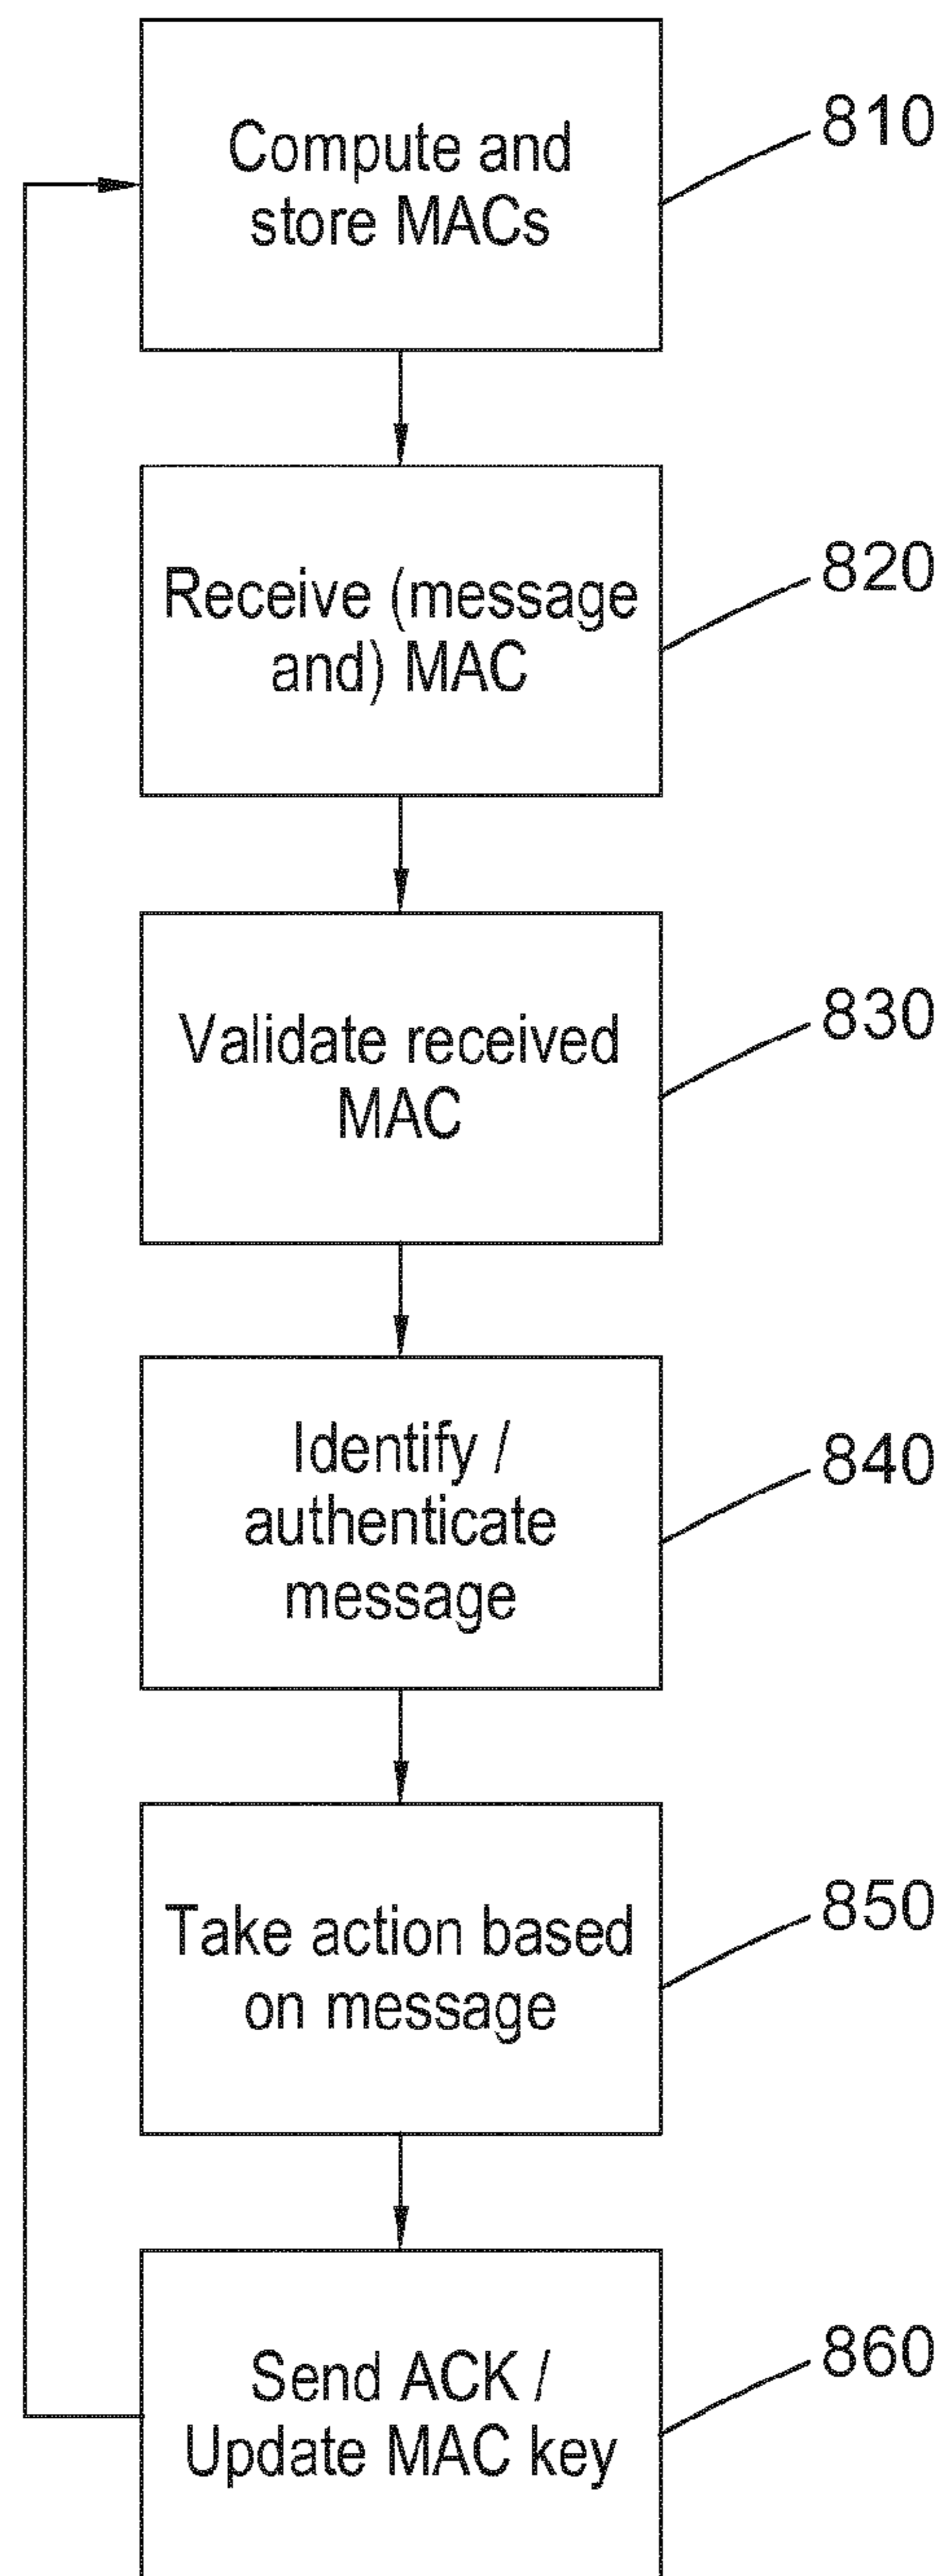 Compute and
store MACs
810
Receive (message
and) MAC
820
Validate received
MAC
830
Identify /
authenticate
message
840
Take action based
on message
850
Send ACK /
Update MAC key
860